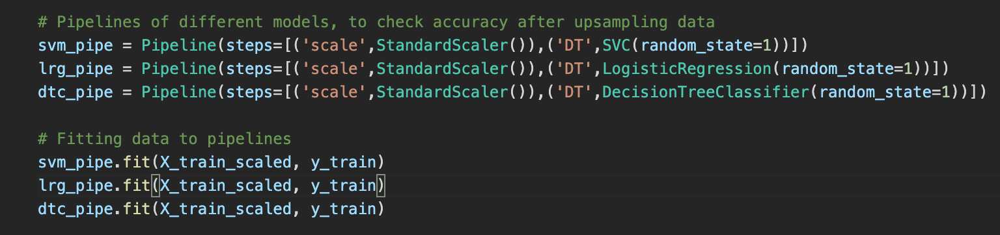 # Pipelines of different models, to check accuracy after upsampling data
svm_pipe = Pipeline(steps=[('scale',StandardScaler()),('DT',SVC(random_state=1))])
lrg_pipe = Pipeline(steps=[('scale',StandardScaler()),('DT',LogisticRegression(random_state=1))])
dtc_pipe = Pipeline(steps=[('scale',StandardScaler()),('DT',DecisionTreeClassifier(random_state=1))])
# Fitting data to pipelines
svm_pipe.fit(X_train_scaled, y_train)
lrg_pipe.fit(X_train_scaled, y_train)
dtc_pipe.fit(X_train_scaled, y_train)